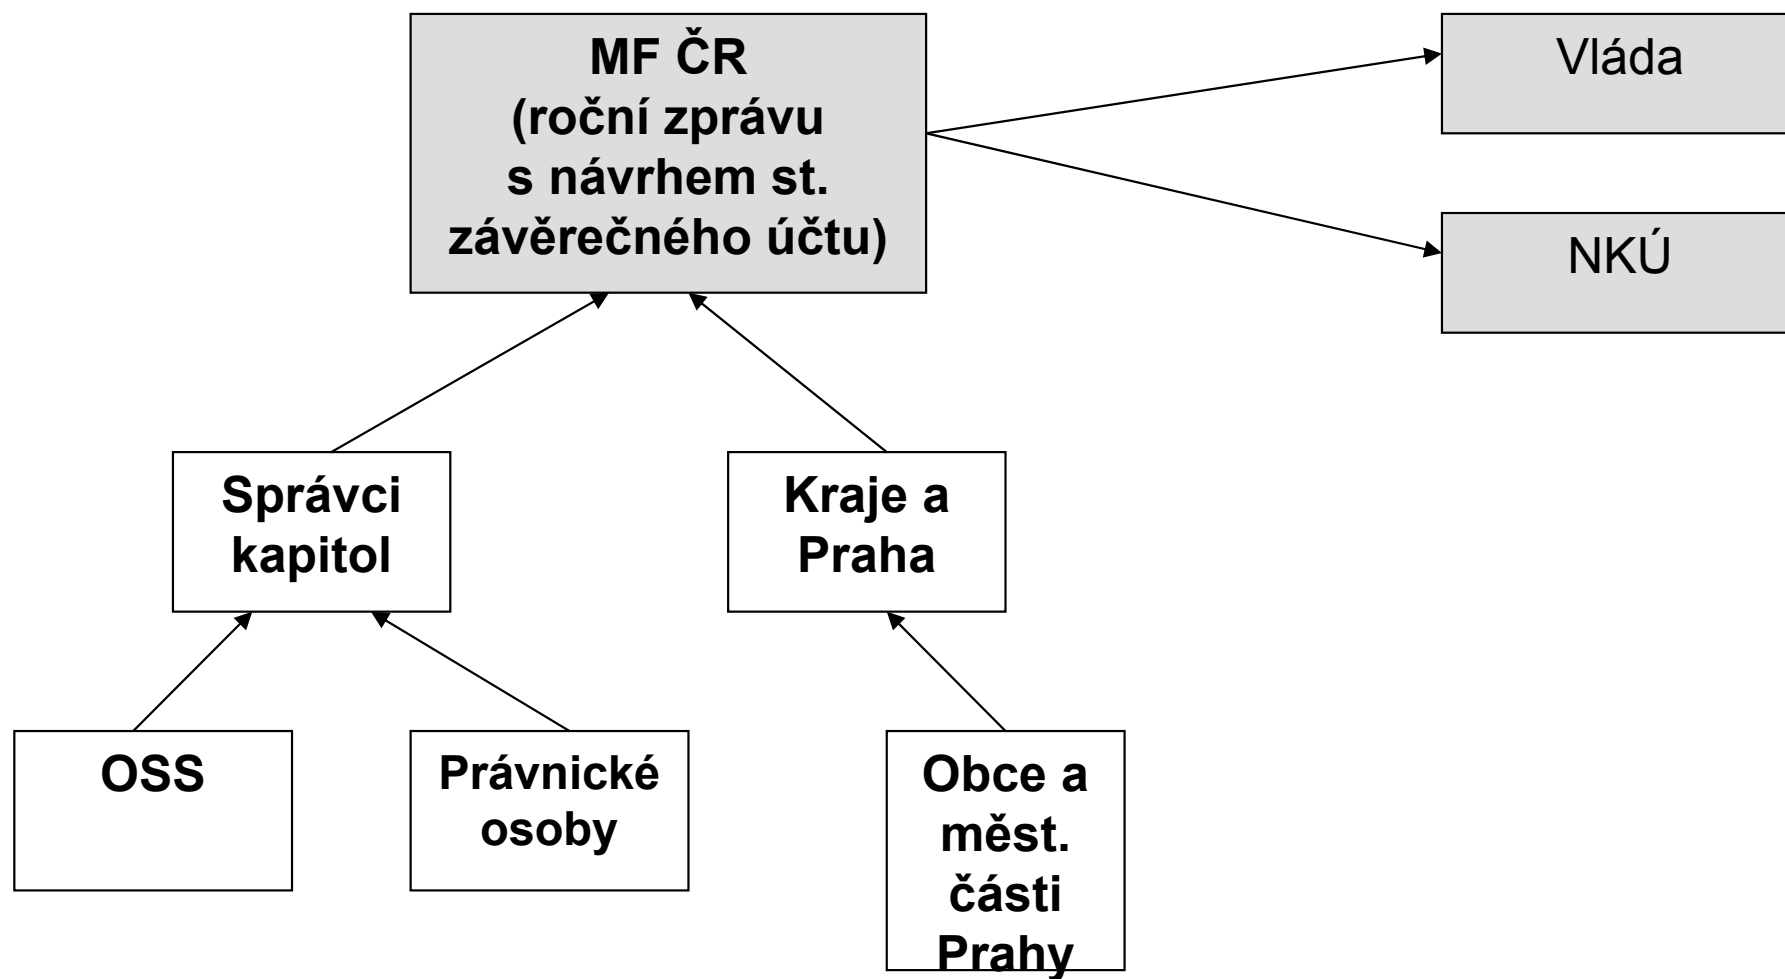 MF ČR
(roční zprávu
s návrhem st.
závěrečného účtu)
Vláda
NKÚ
Správci
kapitol
Kraje a
Praha
OSS
Právnické
osoby
Obce a
měst.
části
Prahy